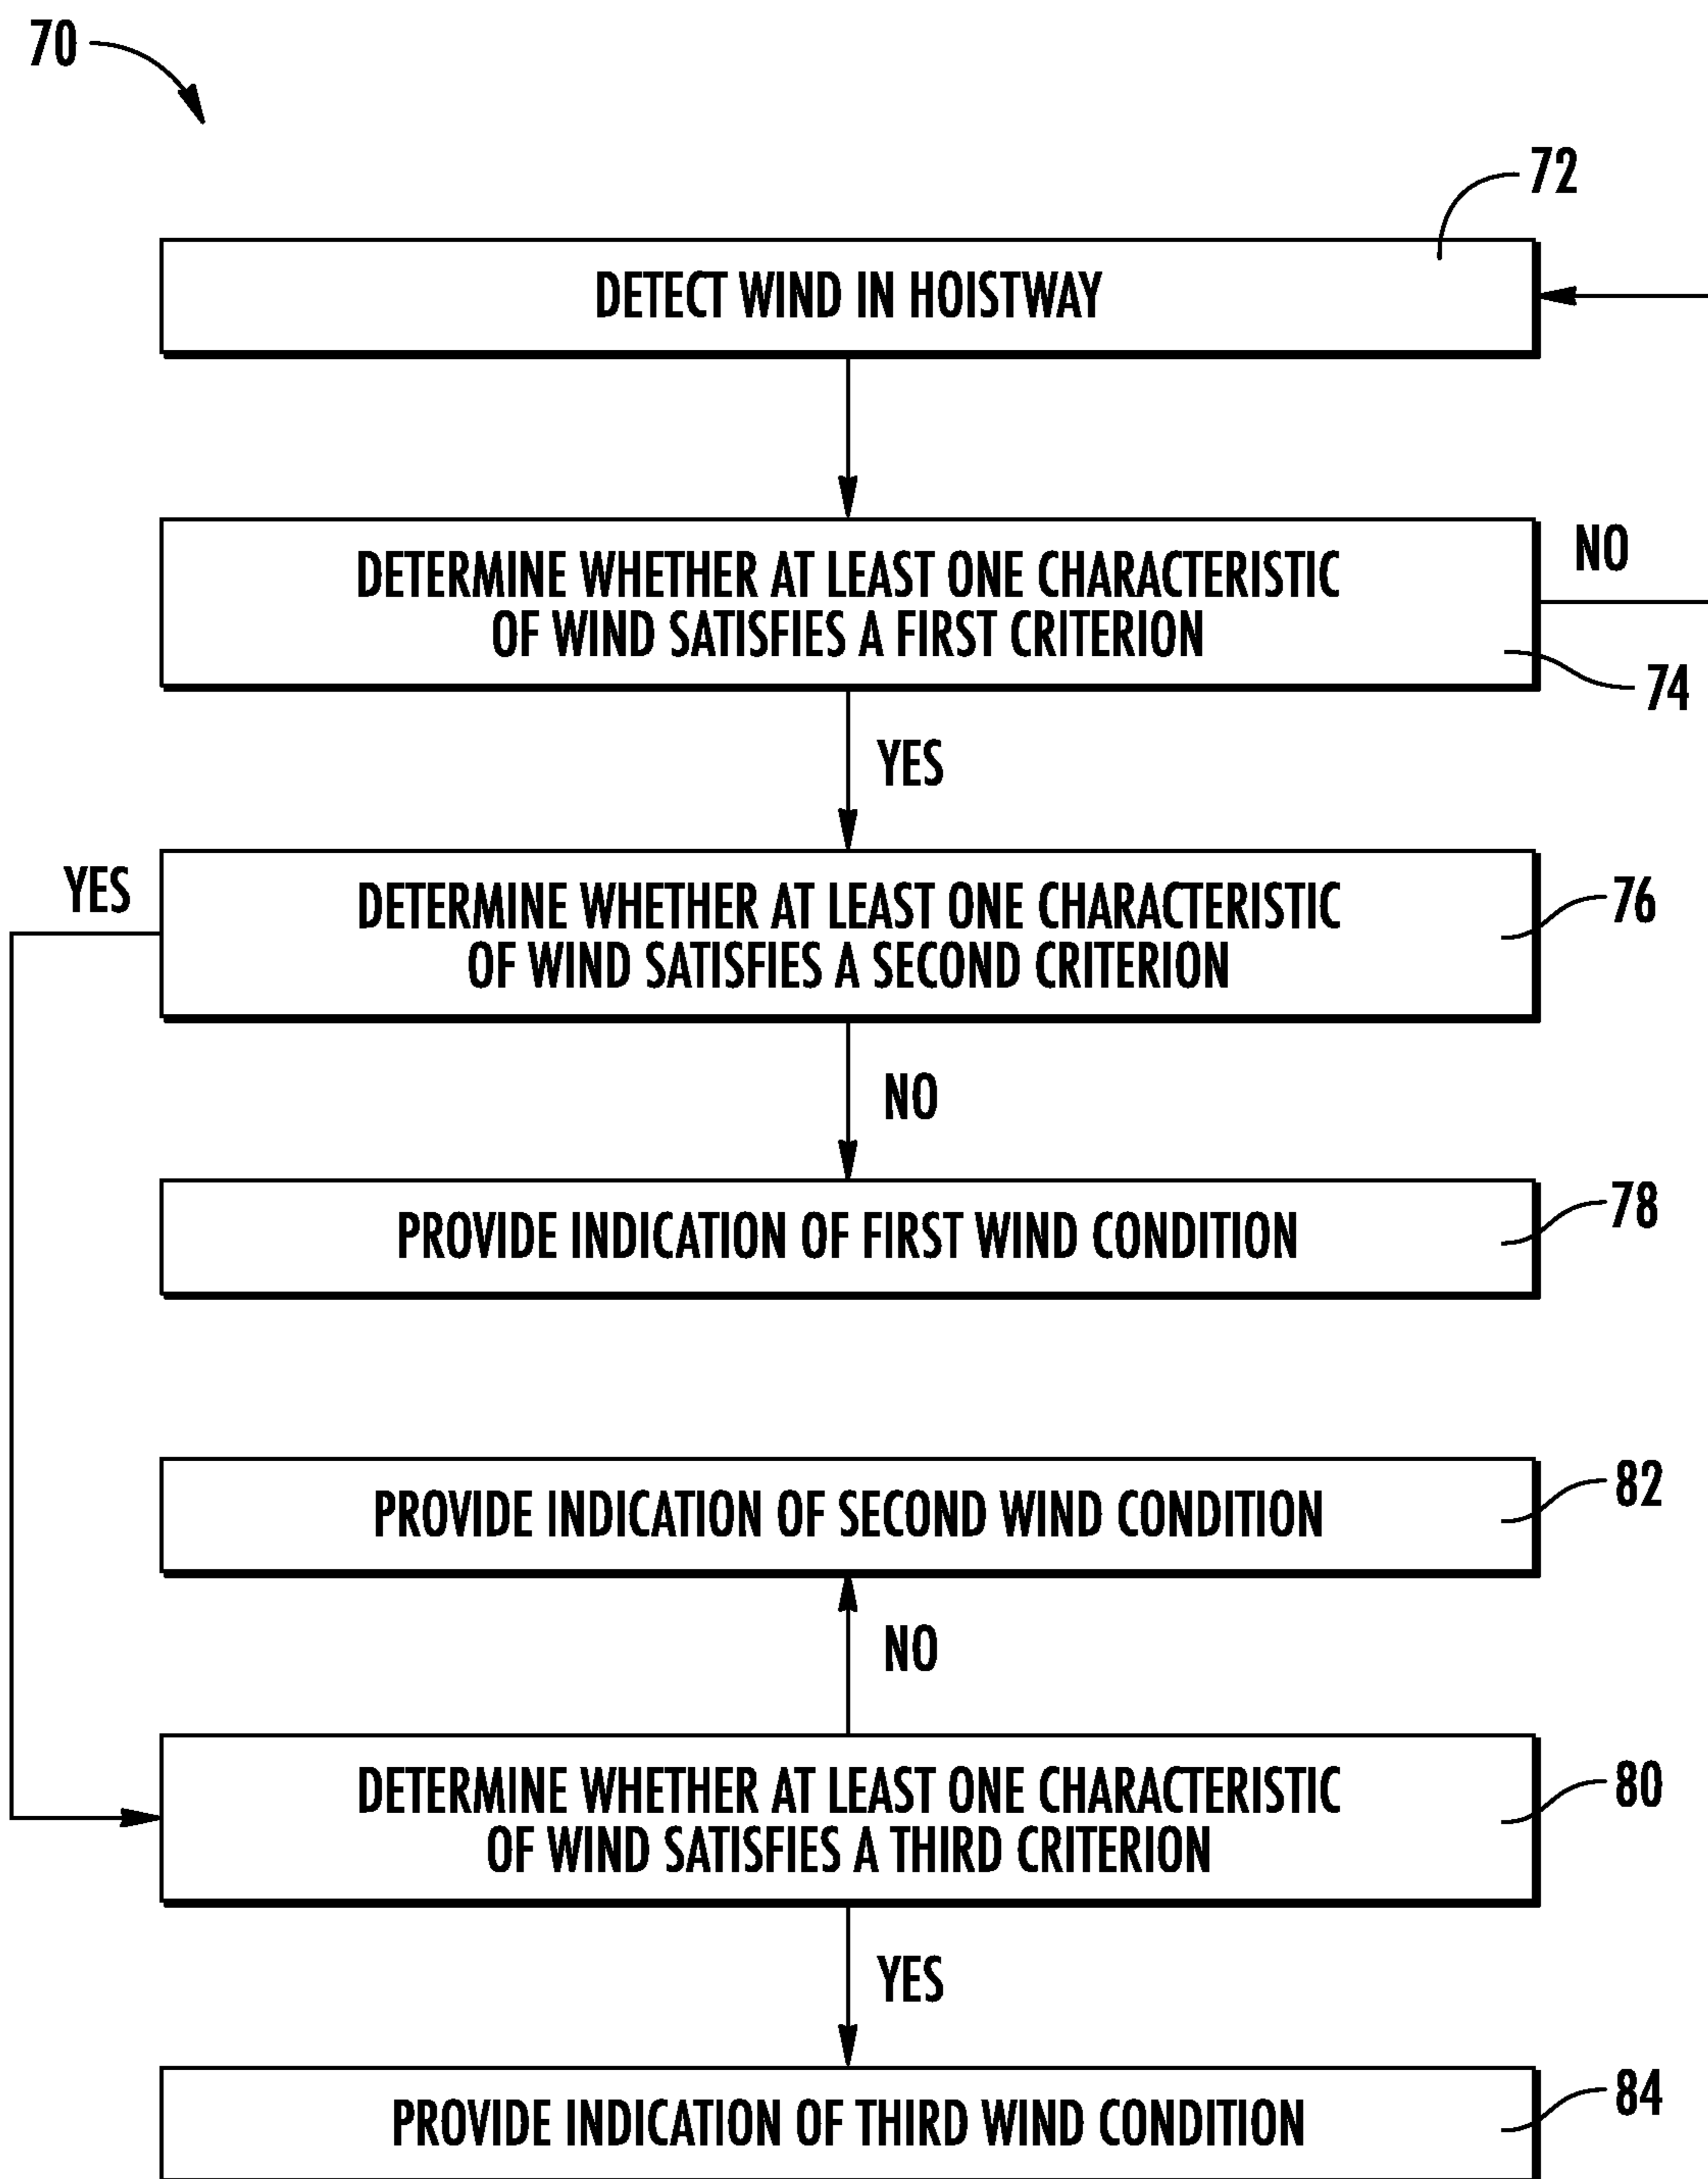 70
72
DETECT WIND IN HOISTWAY
DETERMINE WHETHER AT LEAST ONE CHARACTERISTIC
OF WIND SATISFIES A FIRST CRITERION
NO
74
YES
YES
DETERMINE WHETHER AT LEAST ONE CHARACTERISTIC
OF WIND SATISFIES A SECOND CRITERION
76
NO
PROVIDE INDICATION OF FIRST WIND CONDITION
78
PROVIDE INDICATION OF SECOND WIND CONDITION
82
NO
DETERMINE WHETHER AT LEAST ONE CHARACTERISTIC
OF WIND SATISFIES A THIRD CRITERION
80
YES
PROVIDE INDICATION OF THIRD WIND CONDITION
84